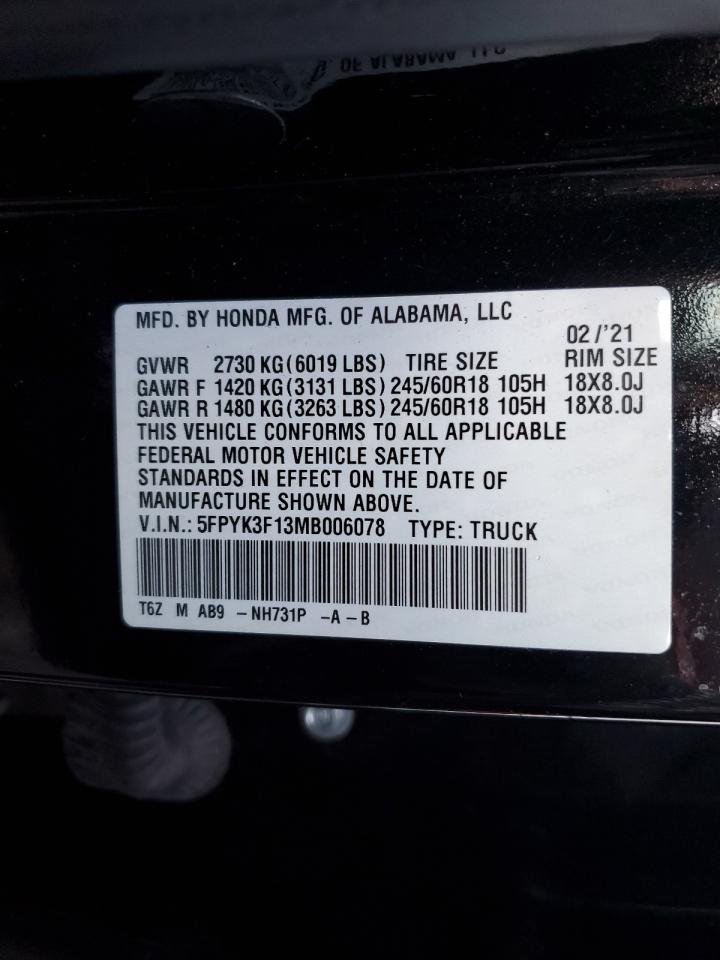 OF ALABAMA, LLC
MFD. BY HONDA MFG. OF ALABAMA, LLC
02/'21
GVWR 2730 KG (6019 LBS) TIRE SIZE RIM SIZE
GAWR F 1420 KG (3131 LBS) 245/60R18 105H 18X8.0J
GAWR R 1480 KG (3263 LBS) 245/60R18 105H 18X8.0J
THIS VEHICLE CONFORMS TO ALL APPLICABLE
FEDERAL MOTOR VEHICLE SAFETY
STANDARDS IN EFFECT ON THE DATE OF
MANUFACTURE SHOWN ABOVE.
V.I.N.: 5FPYK3F13MB006078 TYPE: TRUCK
T6Z M AB9 - NH731P - A - B